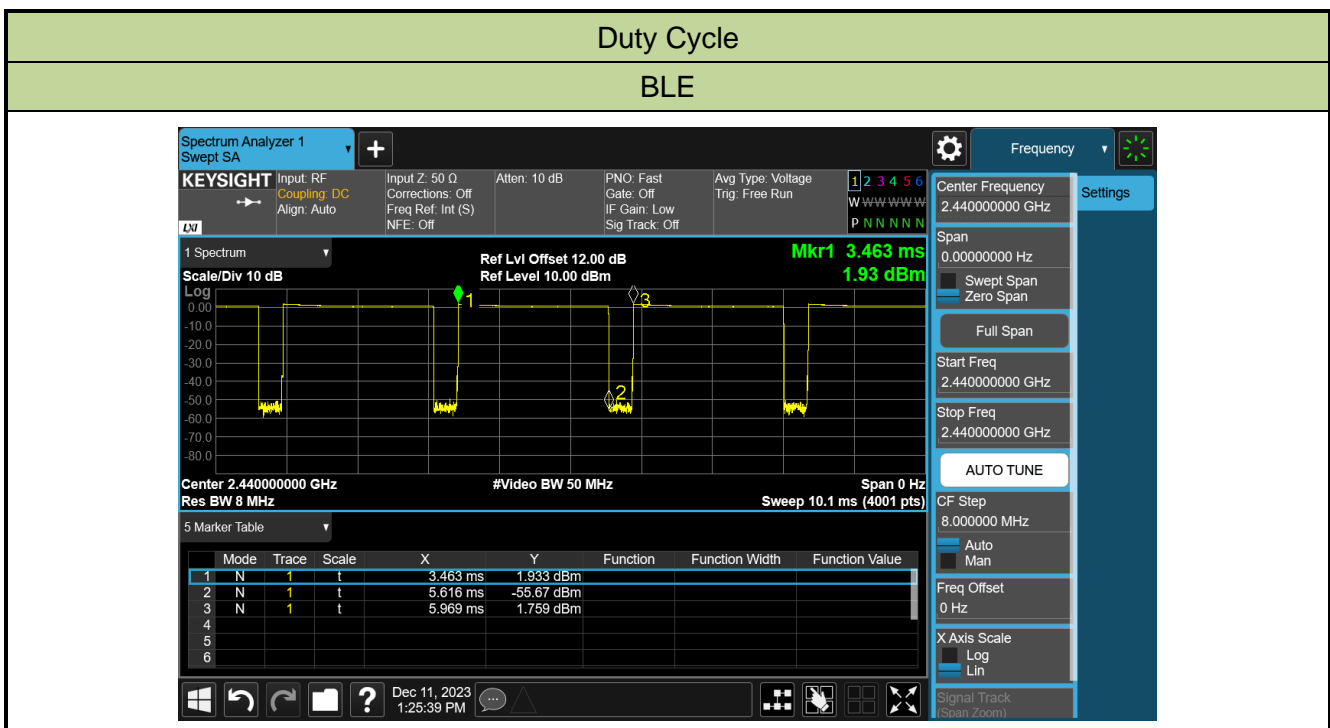 Duty Cycle
BLE
Spectrum Analyzer 1
Swept SA
+
Frequency
KEYSIGHT
LXI
Input: RF
Coupling: DC
Align: Auto
Input Z: 50 Ω
Corrections: Off
Freq Ref: Int (S)
NFE: Off
Atten: 10 dB
PNO: Fast
Gate: Off
IF Gain: Low
Sig Track: Off
Avg Type: Voltage
Trig: Free Run
1 2 3 4 5 6
W W W W W W
P N N N N N
1 Spectrum
Scale/Div 10 dB
Ref Lvl Offset 12.00 dB
Ref Level 10.00 dBm
Mkr1 3.463 ms
1.93 dBm
Log
0.00
-10.0
-20.0
-30.0
-40.0
-50.0
-60.0
-70.0
-80.0
1
3
2
Center 2.440000000 GHz
#Video BW 50 MHz
Span 0 Hz
Res BW 8 MHz
Sweep 10.1 ms (4001 pts)
5 Marker Table
Mode Trace Scale X Y Function Function Width Function Value
1 N 1 t 3.463 ms 1.933 dBm
2 N 1 t 5.616 ms -55.67 dBm
3 N 1 t 5.969 ms 1.759 dBm
4
5
6
?
Dec 11, 2023
1:25:39 PM
Center Frequency
2.440000000 GHz
Settings
Span
0.00000000 Hz
Swept Span
Zero Span
Full Span
Start Freq
2.440000000 GHz
Stop Freq
2.440000000 GHz
AUTO TUNE
CF Step
8.000000 MHz
Auto
Man
Freq Offset
0 Hz
X Axis Scale
Log
Lin
Signal Track
(Span Zoom)